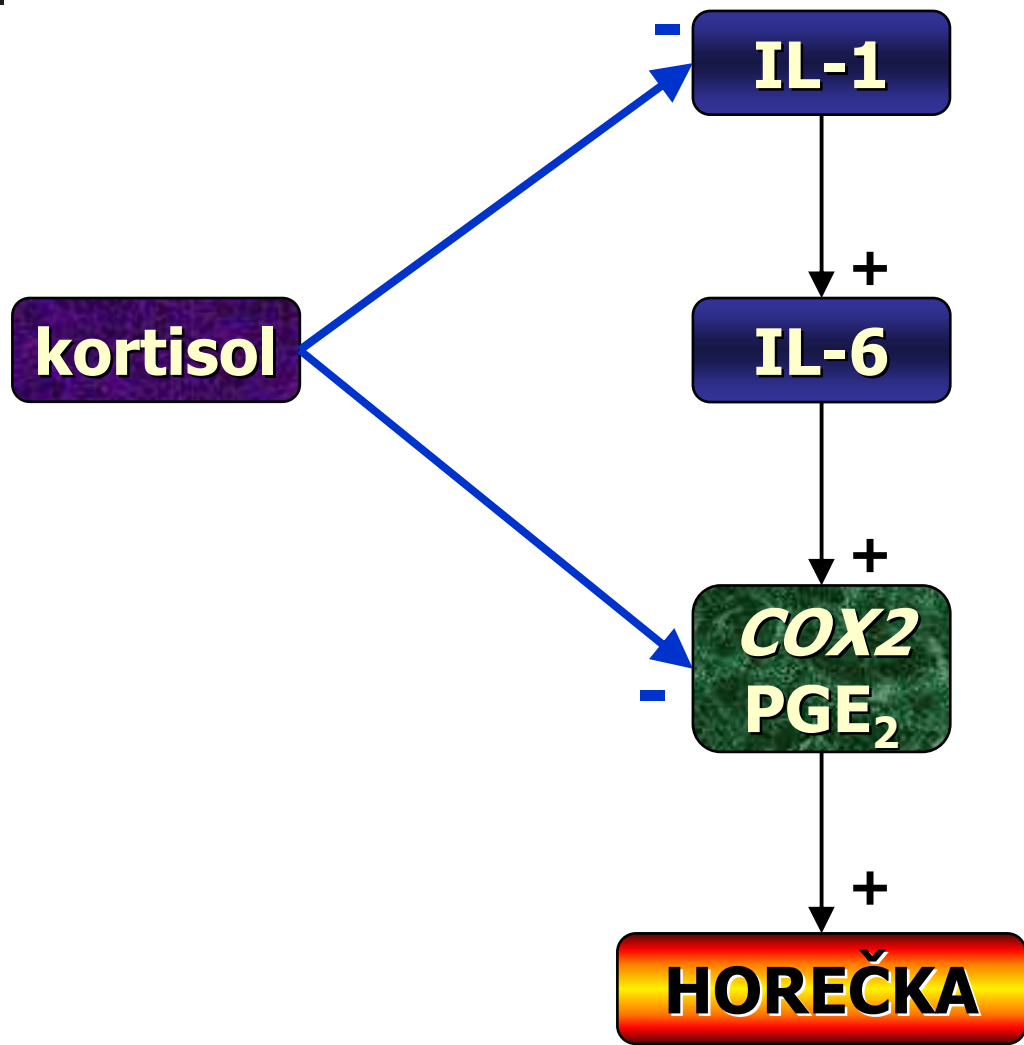 -
IL-1
+
kortisol
IL-6
+
COX2
PGE₂
-
+
HOREČKA